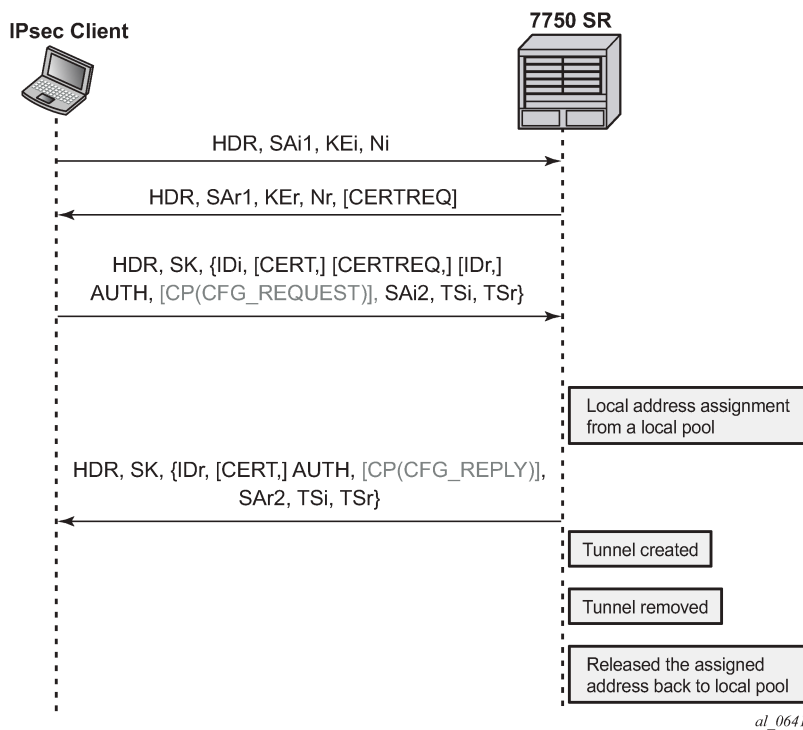 IPsec Client
7750 SR
HDR, SAi1, KEi, Ni
HDR, SAr1, KEr, Nr, [CERTREQ]
HDR, SK, {IDi, [CERT,] [CERTREQ,] [IDr,]
AUTH, [CP(CFG_REQUEST)], SAi2, TSi, TSr}
Local address assignment
from a local pool
HDR, SK, {IDr, [CERT,] AUTH, [CP(CFG_REPLY)],
SAr2, TSi, TSr}
Tunnel created
Tunnel removed
Released the assigned
address back to local pool
al_0641